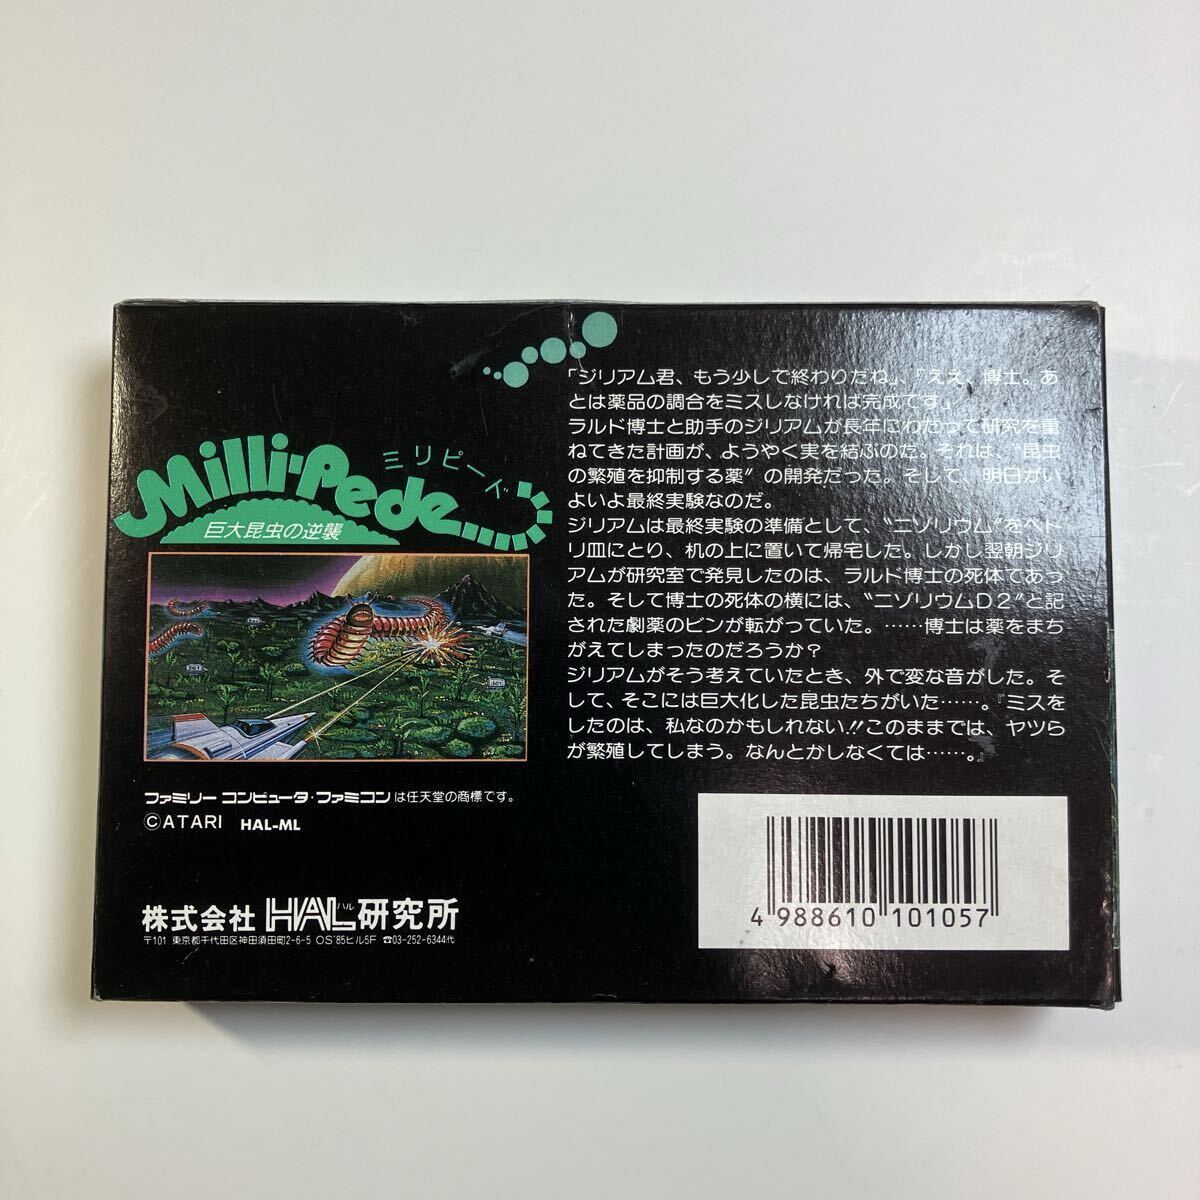 Milli-Pede
ミリピード
巨大昆虫の逆襲
ファミリー コンピュータ・ファミコンは任天堂の商標です。
©ATARI HAL-ML
株式会社 HAL研究所
ハル
〒101 東京都千代田区神田須田町2-6-5 OS'85ビル5F ☎03-252-6344代
「ジリアム君、もう少しで終わりだね」、「ええ、博士。あ
とは薬品の調合をミスしなければ完成です」
ラルド博士と助手のジリアムが長年にわたって研究を重
ねてきた計画が、ようやく実を結ぶのだ。それは、“昆虫
の繁殖を抑制する薬”の開発だった。そして、明日がい
よいよ最終実験なのだ。
ジリアムは最終実験の準備として、“ニゾリウム”をペト
リ皿にとり、机の上に置いて帰宅した。しかし翌朝ジリ
アムが研究室で発見したのは、ラルド博士の死体であっ
た。そして博士の死体の横には、“ニゾリウムD2”と記
された劇薬のビンが転がっていた。……博士は薬をまち
がえてしまったのだろうか?
ジリアムがそう考えていたとき、外で変な音がした。そ
して、そこには巨大化した昆虫たちがいた……。『ミスを
したのは、私なのかもしれない!!このままでは、ヤツら
が繁殖してしまう。なんとかしなくては……。』
4 988610 101057